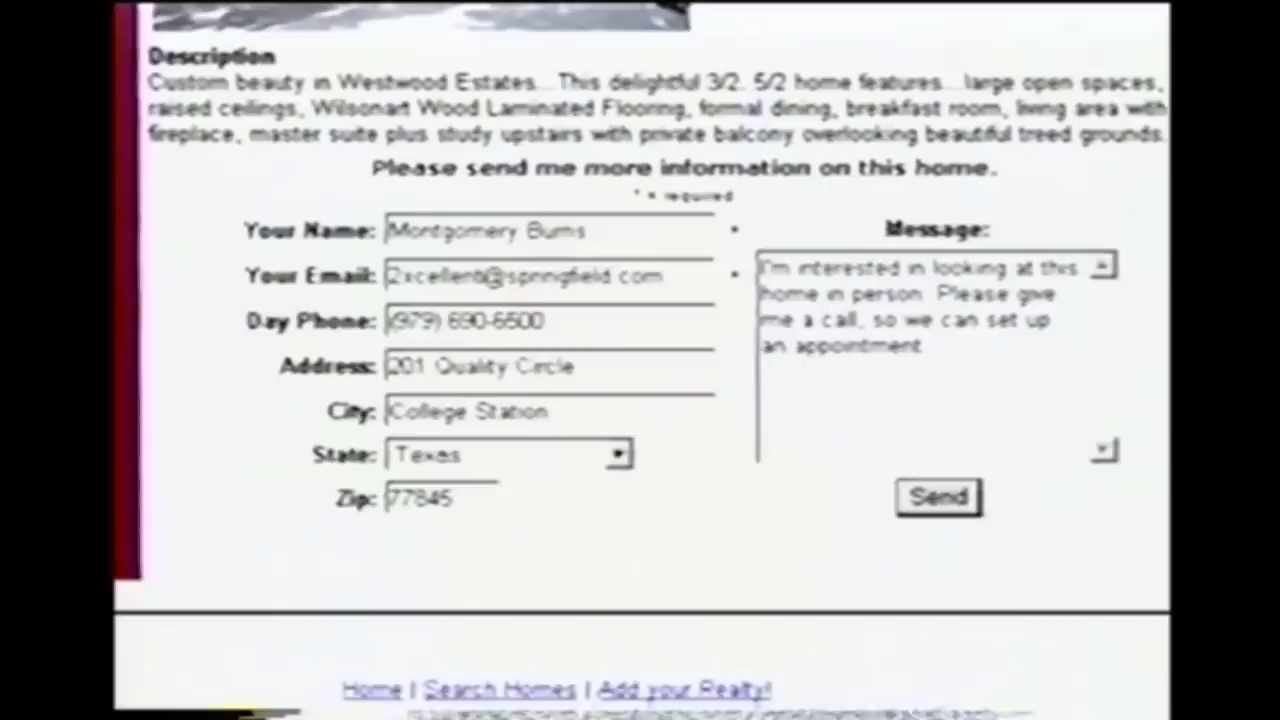 Description
Custom beauty in Westwood Estates...This delightful 3/2. 5/2 home features...large open spaces,
raised ceilings, Wilsonart Wood Laminated Flooring, formal dining, breakfast room, living area with
fireplace, master suite plus study upstairs with private balcony overlooking beautiful treed grounds.
Please send me more information on this home.
* = required
Your Name: Montgomery Burns *
Message:
Your Email: 2xcellent@springfield.com *
Day Phone: (979) 690-6500
Address: 201 Quality Circle
City: College Station
State: Texas
Zip: 77845
I'm interested in looking at this
home in person. Please give
me a call, so we can set up
an appointment
Send
Home | Search Homes | Add your Realty!